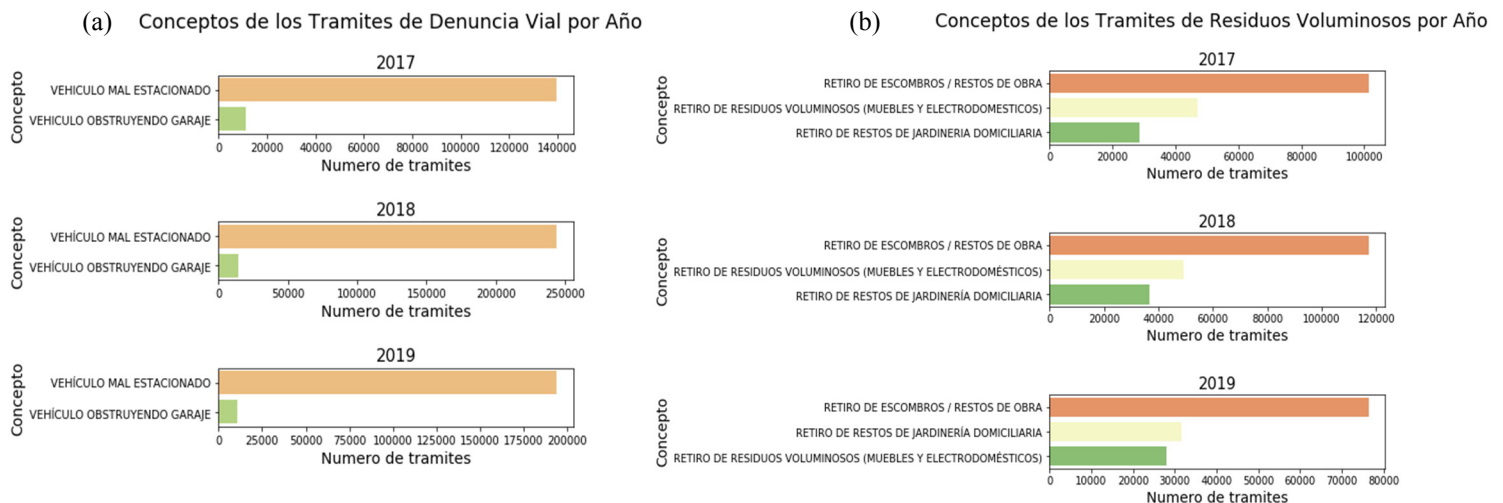 (a) Conceptos de los Tramites de Denuncia Vial por Año
2017
Concepto
VEHICULO MAL ESTACIONADO
VEHICULO OBSTRUYENDO GARAJE
0 20000 40000 60000 80000 100000 120000 140000
Numero de tramites
2018
Concepto
VEHÍCULO MAL ESTACIONADO
VEHÍCULO OBSTRUYENDO GARAJE
0 50000 100000 150000 200000 250000
Numero de tramites
2019
Concepto
VEHÍCULO MAL ESTACIONADO
VEHÍCULO OBSTRUYENDO GARAJE
0 25000 50000 75000 100000 125000 150000 175000 200000
Numero de tramites
(b) Conceptos de los Tramites de Residuos Voluminosos por Año
2017
Concepto
RETIRO DE ESCOMBROS / RESTOS DE OBRA
RETIRO DE RESIDUOS VOLUMINOSOS (MUEBLES Y ELECTRODOMESTICOS)
RETIRO DE RESTOS DE JARDINERIA DOMICILIARIA
0 20000 40000 60000 80000 100000
Numero de tramites
2018
Concepto
RETIRO DE ESCOMBROS / RESTOS DE OBRA
RETIRO DE RESIDUOS VOLUMINOSOS (MUEBLES Y ELECTRODOMÉSTICOS)
RETIRO DE RESTOS DE JARDINERÍA DOMICILIARIA
0 20000 40000 60000 80000 100000 120000
Numero de tramites
2019
Concepto
RETIRO DE ESCOMBROS / RESTOS DE OBRA
RETIRO DE RESTOS DE JARDINERÍA DOMICILIARIA
RETIRO DE RESIDUOS VOLUMINOSOS (MUEBLES Y ELECTRODOMÉSTICOS)
0 10000 20000 30000 40000 50000 60000 70000 80000
Numero de tramites